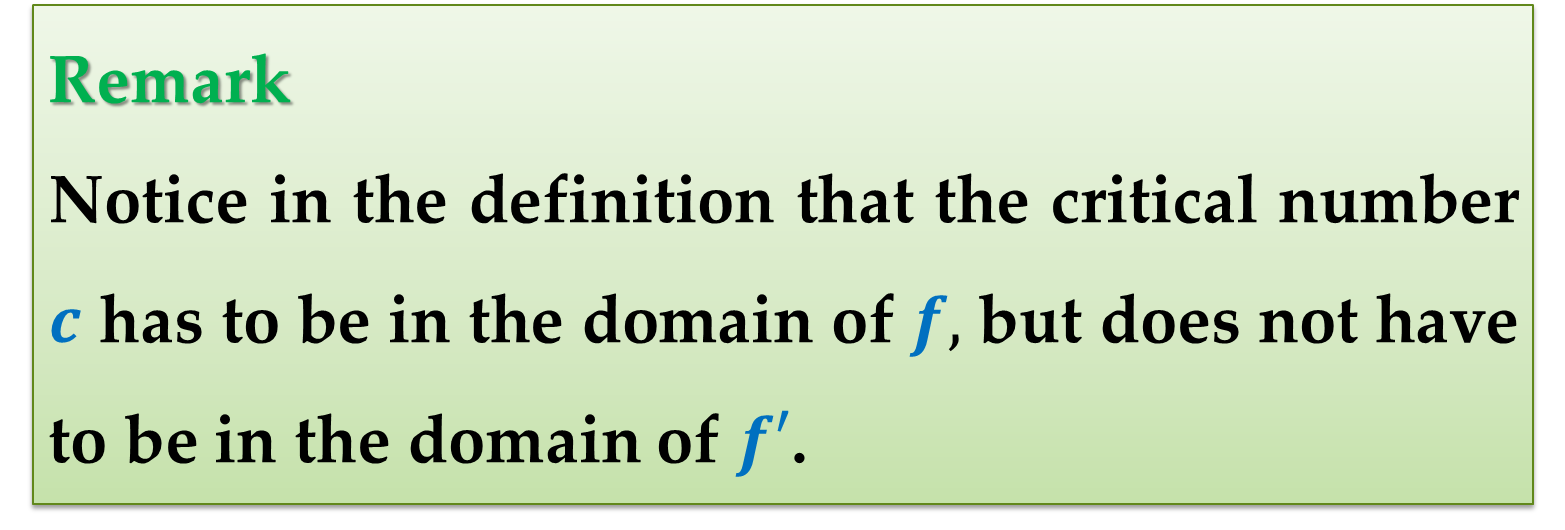 Remark
Notice in the definition that the critical number
c has to be in the domain of f, but does not have
to be in the domain of f′.